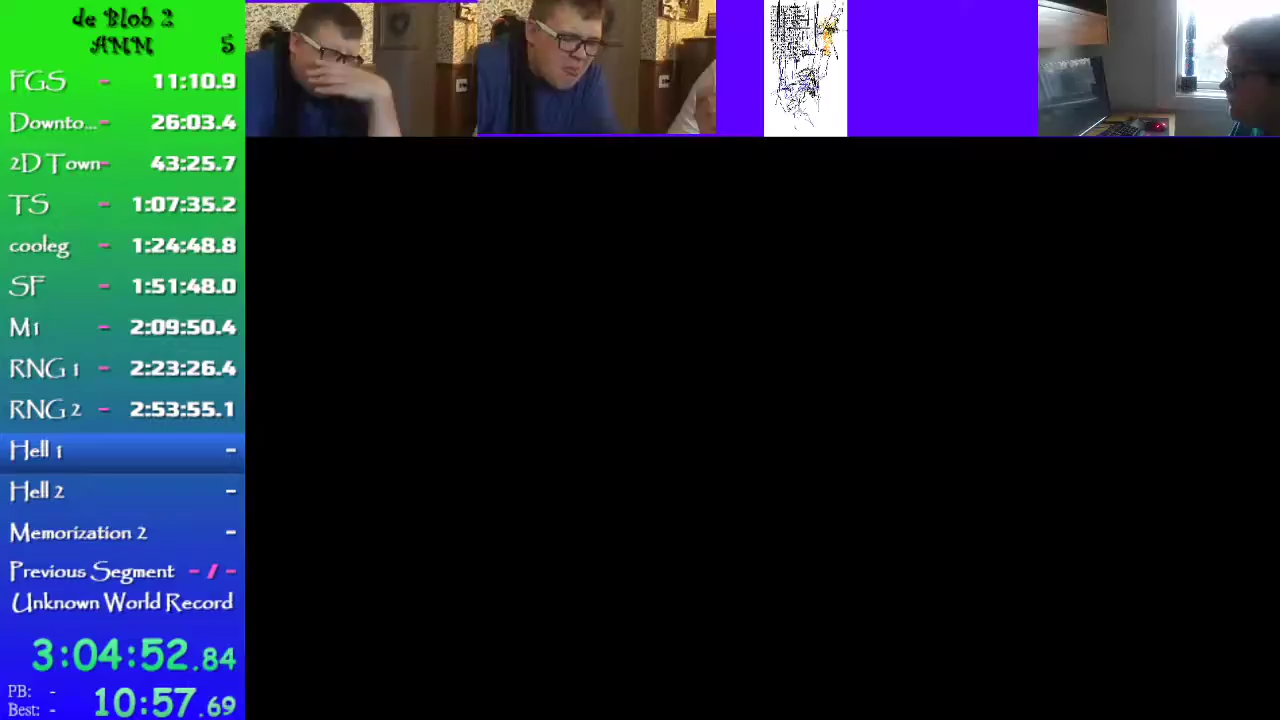 de Blob 2
AMM 5
FGS - 11:10.9
Downto... - 26:03.4
2D Town - 43:25.7
TS - 1:07:35.2
cooleg - 1:24:48.8
SF - 1:51:48.0
M1 - 2:09:50.4
RNG 1 - 2:23:26.4
RNG 2 - 2:53:55.1
Hell 1 -
Hell 2 -
Memorization 2 -
Previous Segment - / -
Unknown World Record
3:04:52.84
PB: -
Best: -
10:57.69